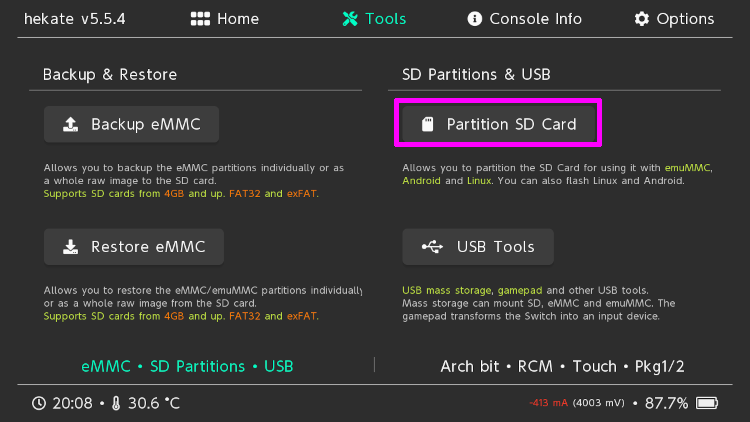 hekate v5.5.4 Home Tools Console Info Options
Backup & Restore
Backup eMMC
Allows you to backup the eMMC partitions individually or as
a whole raw image to the SD card.
Supports SD cards from 4GB and up. FAT32 and exFAT.
Restore eMMC
Allows you to restore the eMMC/emuMMC partitions individually
or as a whole raw image from the SD card.
Supports SD cards from 4GB and up. FAT32 and exFAT.
SD Partitions & USB
Partition SD Card
Allows you to partition the SD Card for using it with emuMMC,
Android and Linux. You can also flash Linux and Android.
USB Tools
USB mass storage, gamepad and other USB tools.
Mass storage can mount SD, eMMC and emuMMC. The
gamepad transforms the Switch into an input device.
eMMC • SD Partitions • USB Arch bit • RCM • Touch • Pkg1/2
20:08 • 30.6 °C -413 mA (4003 mV) • 87.7%